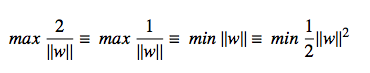 max 2/||w|| ≡ max 1/||w|| ≡ min ||w|| ≡ min 1/2 ||w||²